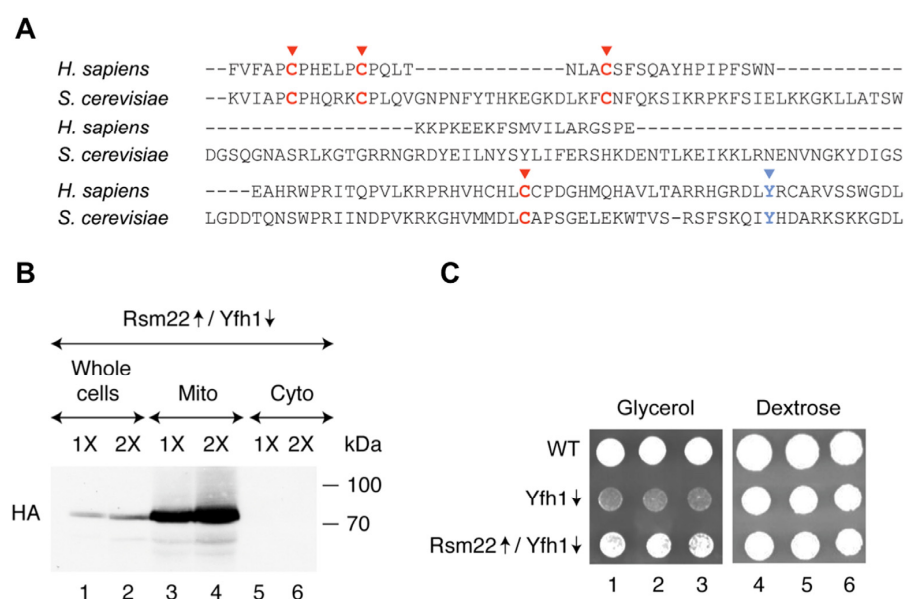 A
H. sapiens --FVFAPCPHELPCPQLT-------------NLACSFSQAYHPIPFSWN-----------
S. cerevisiae --KVIAPCPHQRKCPLQVGNPNFYTHKEGKDLKFCNFQKSIKRPKFSIELKKGKLLATSW
H. sapiens ------------------KKPKEEKFSMVILARGSPE-----------------------
S. cerevisiae DGSQGNASRLKGTGRRNGRDYEILNYSYLIFERSHKDENTLKEIKKLRNENVNGKYDIGS
H. sapiens ----EAHRWPRITQPVLKRPRHVHCHLCCPDGHMQHAVLTARRHGRDLYRCARVSSWGDL
S. cerevisiae LGDDTQNSWPRIINDPVKRKGHVMMDLCAPSGELEKWTVS-RSFSKQIYHDARKSKKGDL
B
Rsm22↑/ Yfh1↓
Whole cells Mito Cyto
1X 2X 1X 2X 1X 2X kDa
100
HA 70
1 2 3 4 5 6
C
Glycerol Dextrose
WT
Yfh1↓
Rsm22↑/ Yfh1↓
1 2 3 4 5 6